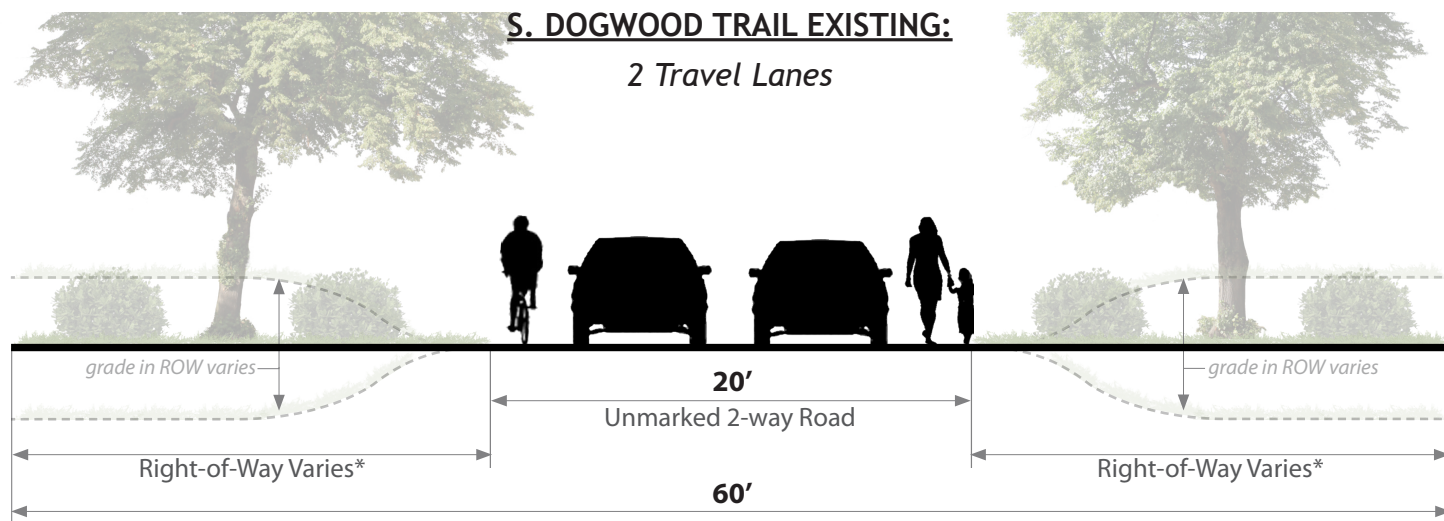 S. DOGWOOD TRAIL EXISTING:
2 Travel Lanes
grade in ROW varies
grade in ROW varies
20’
Unmarked 2-way Road
Right-of-Way Varies*
Right-of-Way Varies*
60’